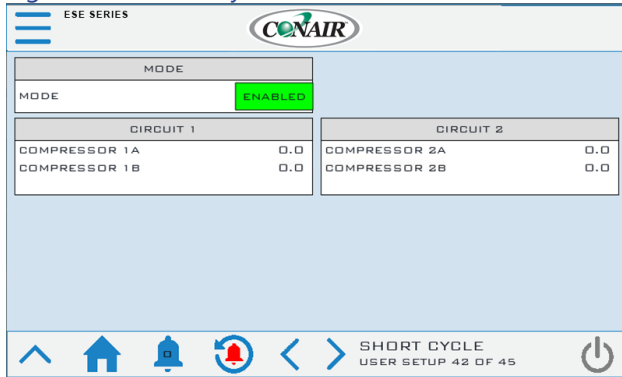 ESE SERIES
CONAIR
MODE
MODE ENABLED
CIRCUIT 1
COMPRESSOR 1A 0.0
COMPRESSOR 1B 0.0
CIRCUIT 2
COMPRESSOR 2A 0.0
COMPRESSOR 2B 0.0
0
SHORT CYCLE
USER SETUP 42 OF 45